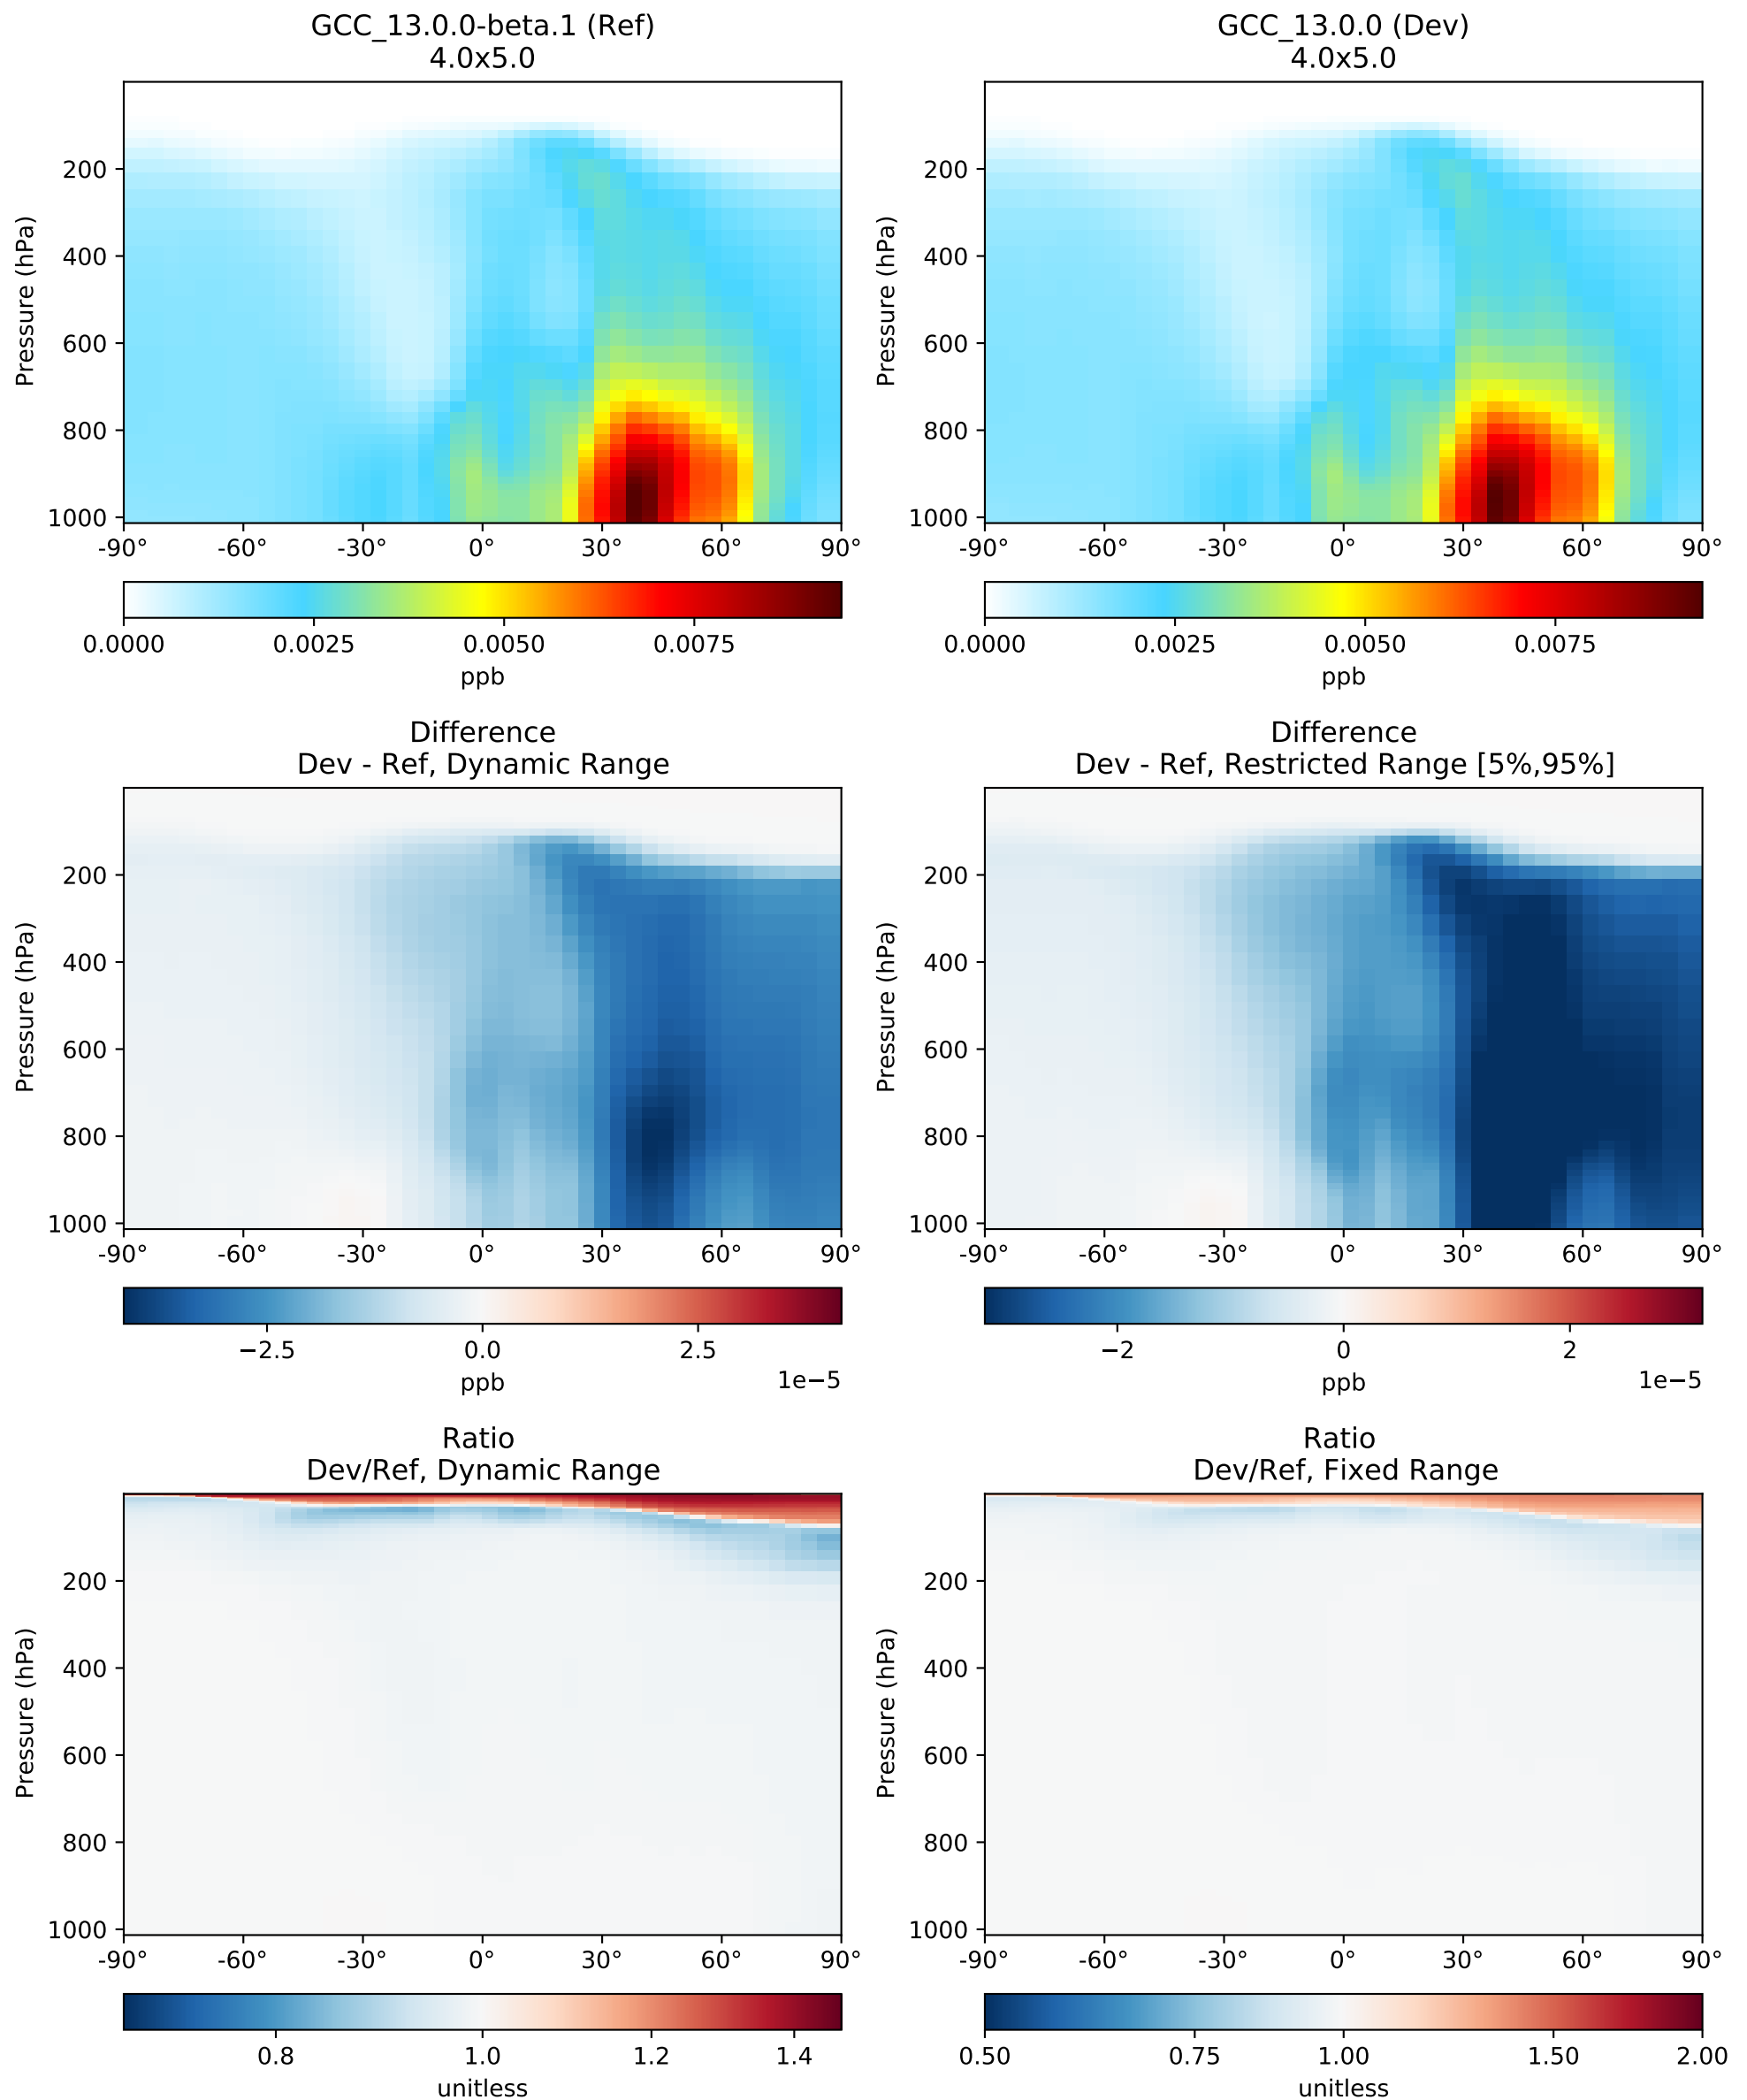 GCC_13.0.0-beta.1 (Ref)
4.0x5.0
Pressure (hPa)
200
400
600
800
1000
-90° -60° -30° 0° 30° 60° 90°
0.0000 0.0025 0.0050 0.0075
ppb
GCC_13.0.0 (Dev)
4.0x5.0
Pressure (hPa)
200
400
600
800
1000
-90° -60° -30° 0° 30° 60° 90°
0.0000 0.0025 0.0050 0.0075
ppb
Difference
Dev - Ref, Dynamic Range
Pressure (hPa)
200
400
600
800
1000
-90° -60° -30° 0° 30° 60° 90°
−2.5 0.0 2.5
ppb
1e−5
Difference
Dev - Ref, Restricted Range [5%,95%]
Pressure (hPa)
200
400
600
800
1000
-90° -60° -30° 0° 30° 60° 90°
−2 0 2
ppb
1e−5
Ratio
Dev/Ref, Dynamic Range
Pressure (hPa)
200
400
600
800
1000
-90° -60° -30° 0° 30° 60° 90°
0.8 1.0 1.2 1.4
unitless
Ratio
Dev/Ref, Fixed Range
Pressure (hPa)
200
400
600
800
1000
-90° -60° -30° 0° 30° 60° 90°
0.50 0.75 1.00 1.50 2.00
unitless